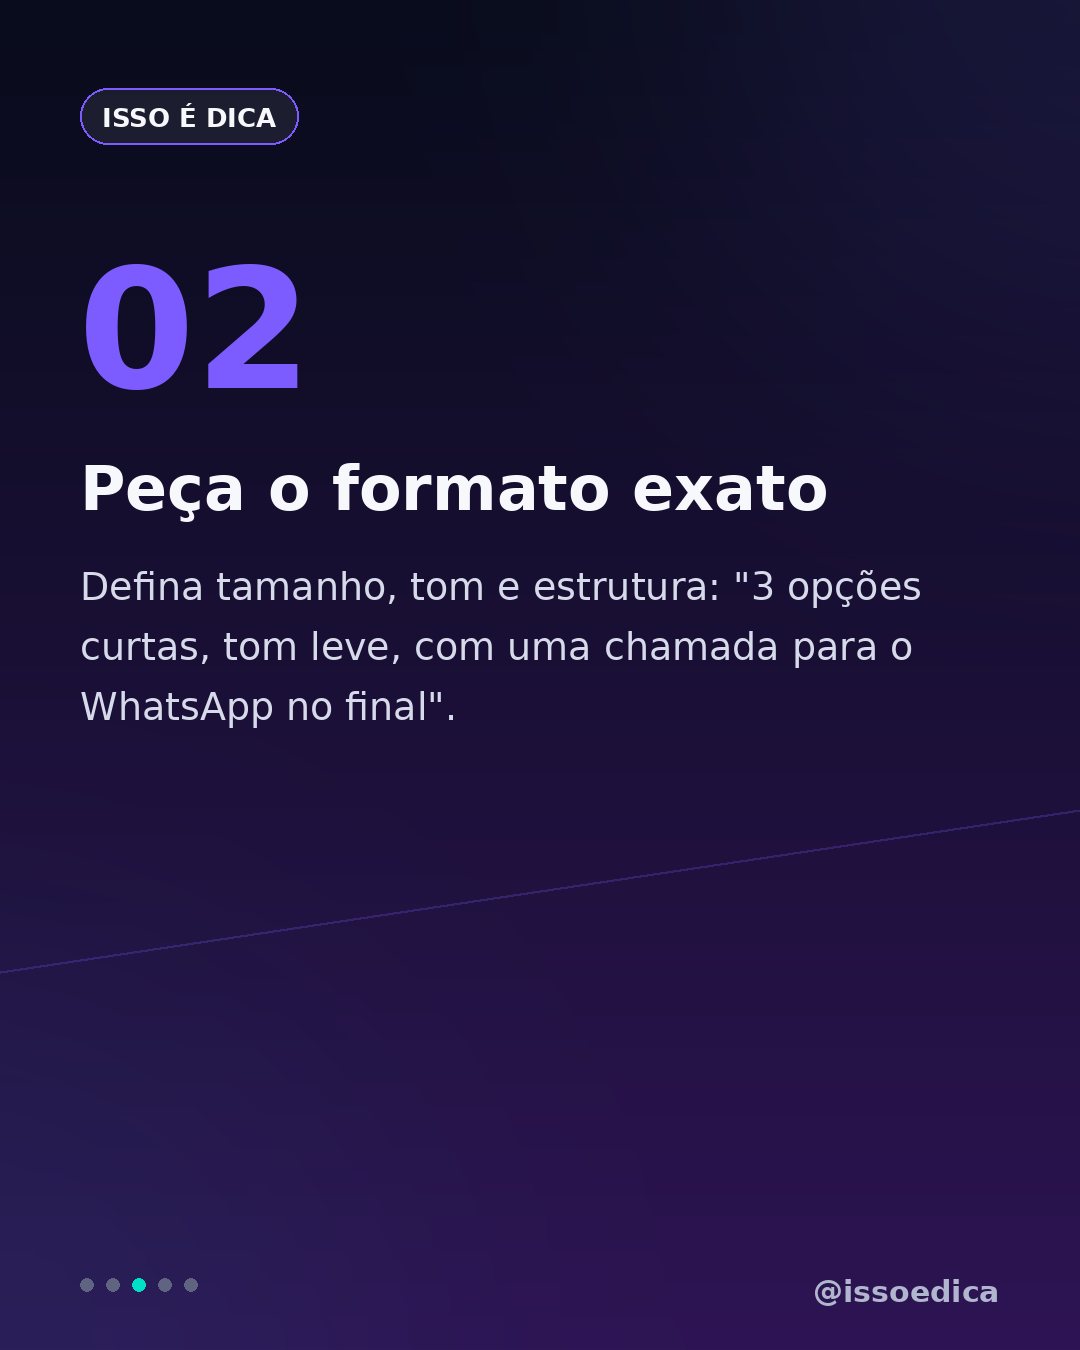 ISSO É DICA
02
Peça o formato exato
Defina tamanho, tom e estrutura: "3 opções
curtas, tom leve, com uma chamada para o
WhatsApp no final".
@issoedica